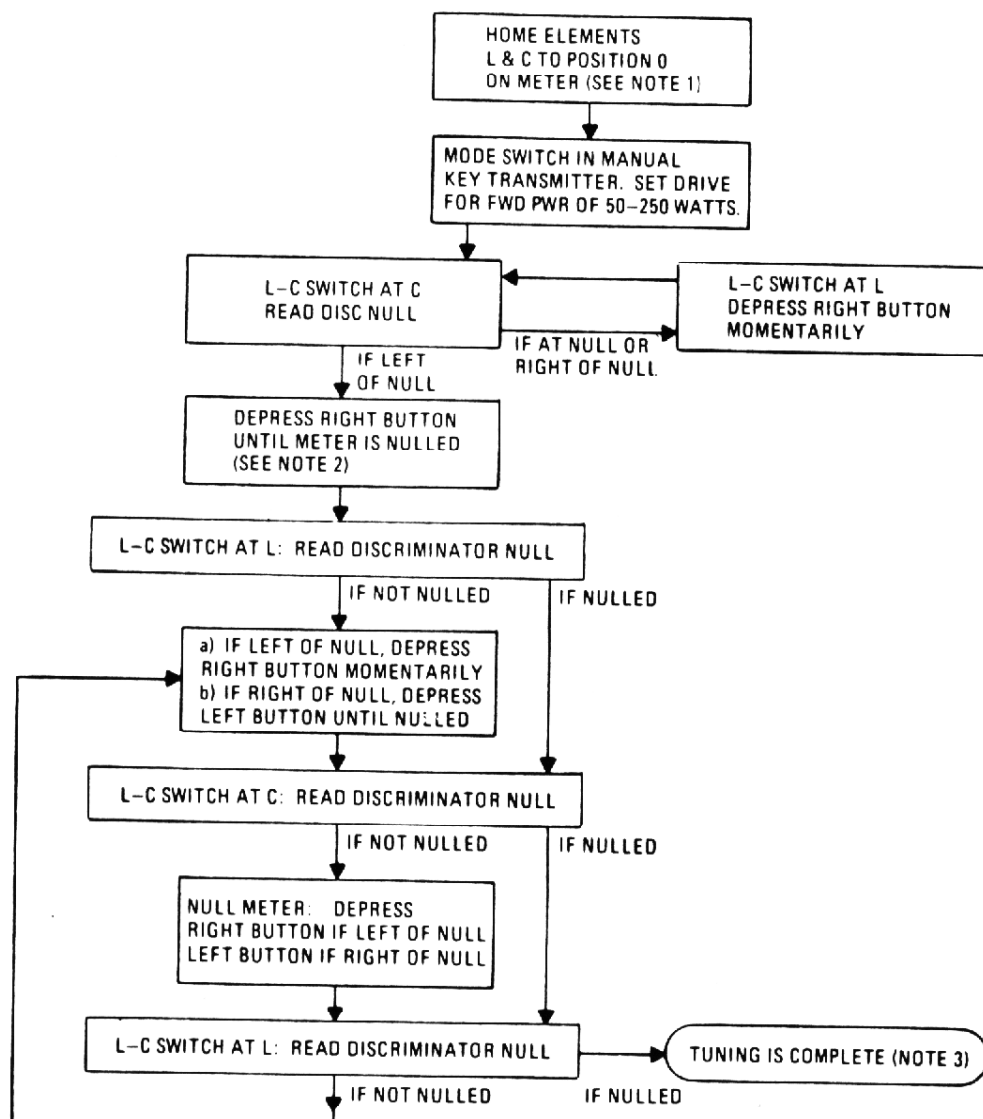 HOME ELEMENTS
L & C TO POSITION 0
ON METER (SEE NOTE 1)
MODE SWITCH IN MANUAL
KEY TRANSMITTER. SET DRIVE
FOR FWD PWR OF 50–250 WATTS.
L–C SWITCH AT C
READ DISC NULL
L–C SWITCH AT L
DEPRESS RIGHT BUTTON
MOMENTARILY
IF AT NULL OR
RIGHT OF NULL
IF LEFT
OF NULL
DEPRESS RIGHT BUTTON
UNTIL METER IS NULLED
(SEE NOTE 2)
L–C SWITCH AT L: READ DISCRIMINATOR NULL
IF NOT NULLED
IF NULLED
a) IF LEFT OF NULL, DEPRESS
RIGHT BUTTON MOMENTARILY
b) IF RIGHT OF NULL, DEPRESS
LEFT BUTTON UNTIL NULLED
L–C SWITCH AT C: READ DISCRIMINATOR NULL
IF NOT NULLED
IF NULLED
NULL METER: DEPRESS
RIGHT BUTTON IF LEFT OF NULL
LEFT BUTTON IF RIGHT OF NULL
L–C SWITCH AT L: READ DISCRIMINATOR NULL
TUNING IS COMPLETE (NOTE 3)
IF NOT NULLED
IF NULLED